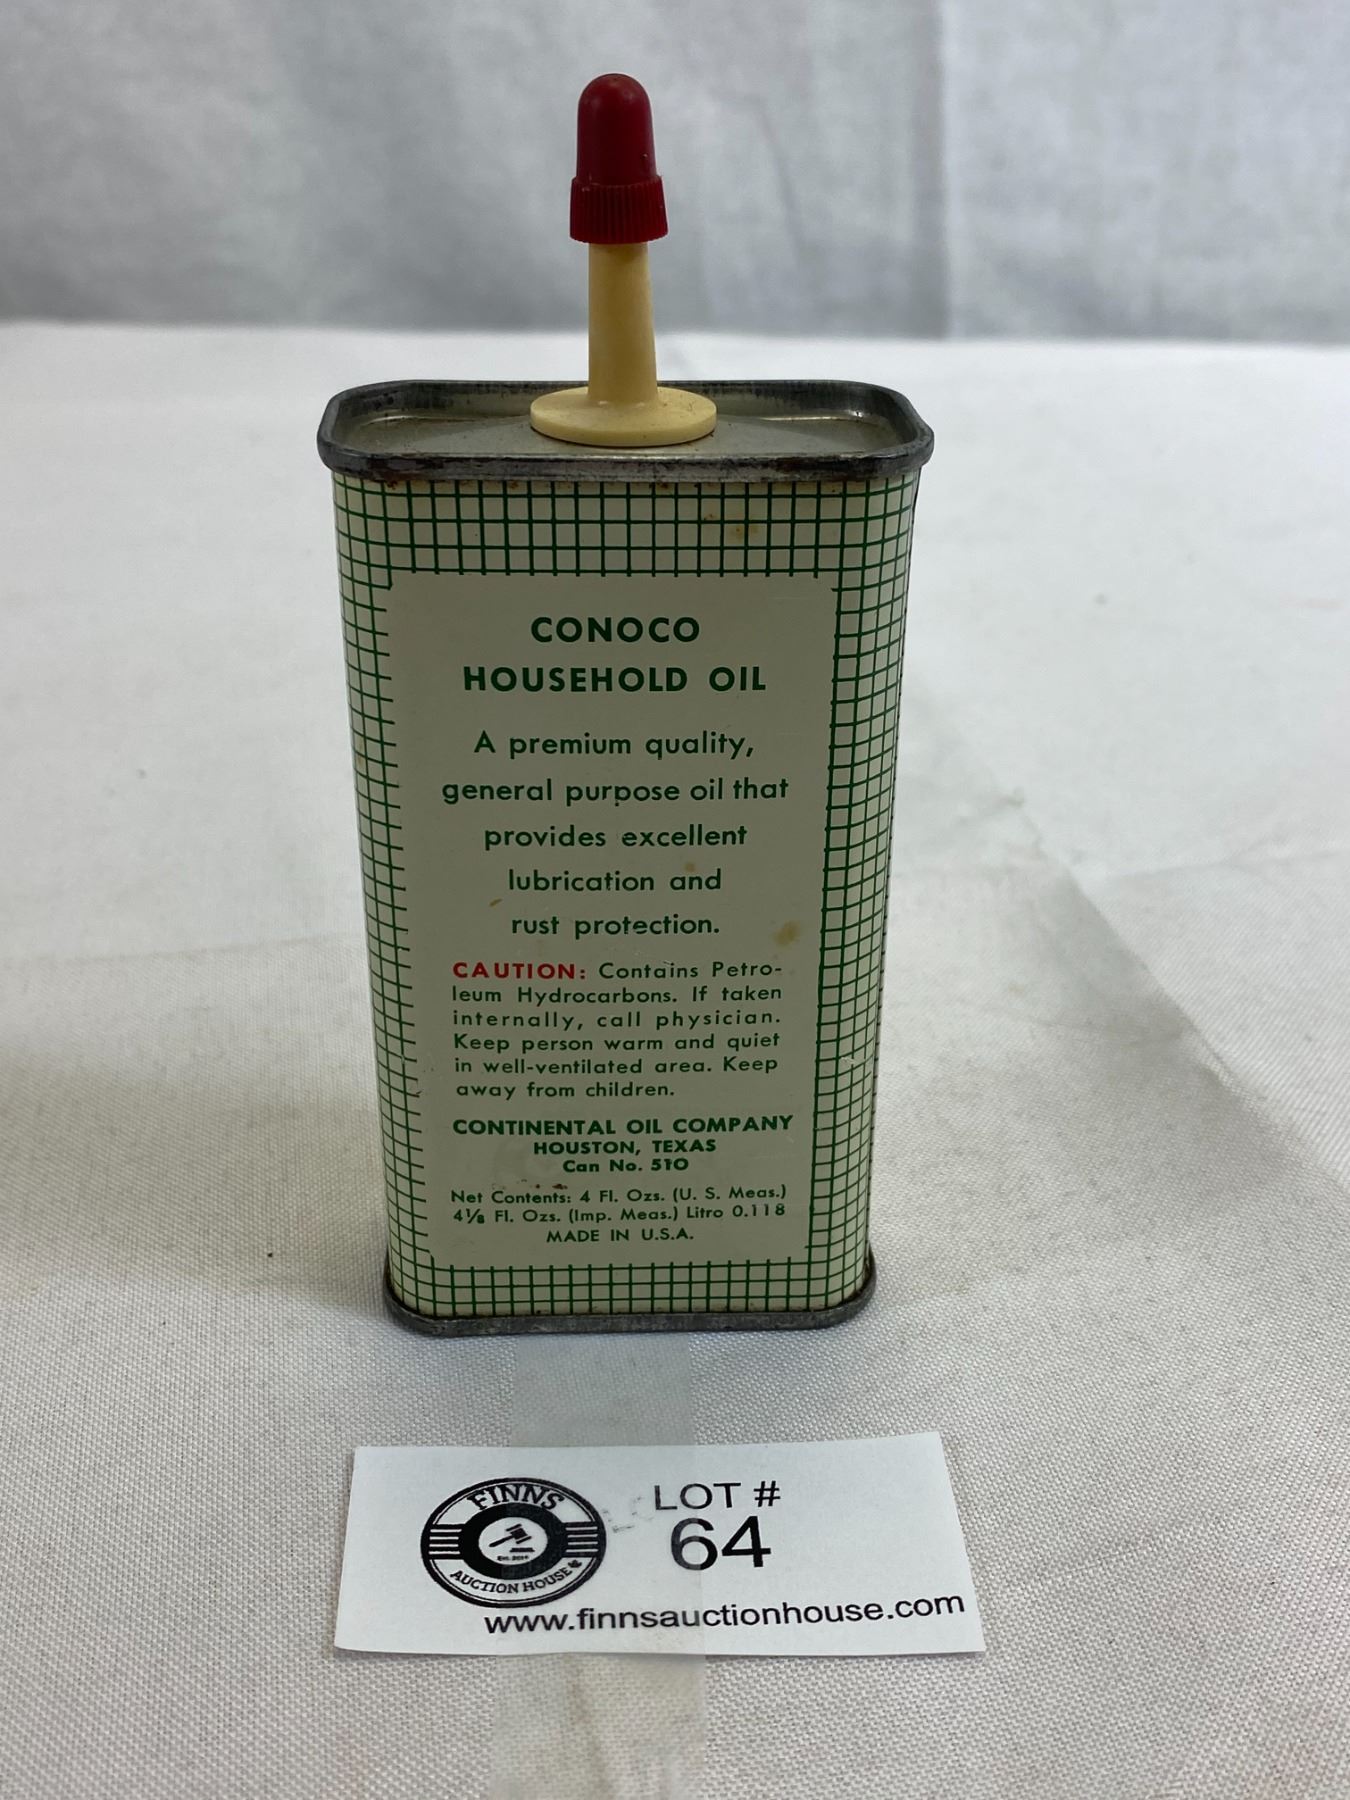 CONOCO
HOUSEHOLD OIL
A premium quality,
general purpose oil that
provides excellent
lubrication and
rust protection.
CAUTION: Contains Petro-
leum Hydrocarbons. If taken
internally, call physician.
Keep person warm and quiet
in well-ventilated area. Keep
away from children.
CONTINENTAL OIL COMPANY
HOUSTON, TEXAS
Can No. 510
Net Contents: 4 Fl. Ozs. (U. S. Meas.)
4⅛ Fl. Ozs. (Imp. Meas.) Litro 0.118
MADE IN U.S.A.
FINNS
AUCTION HOUSE
LOT #
64
www.finnsauctionhouse.com